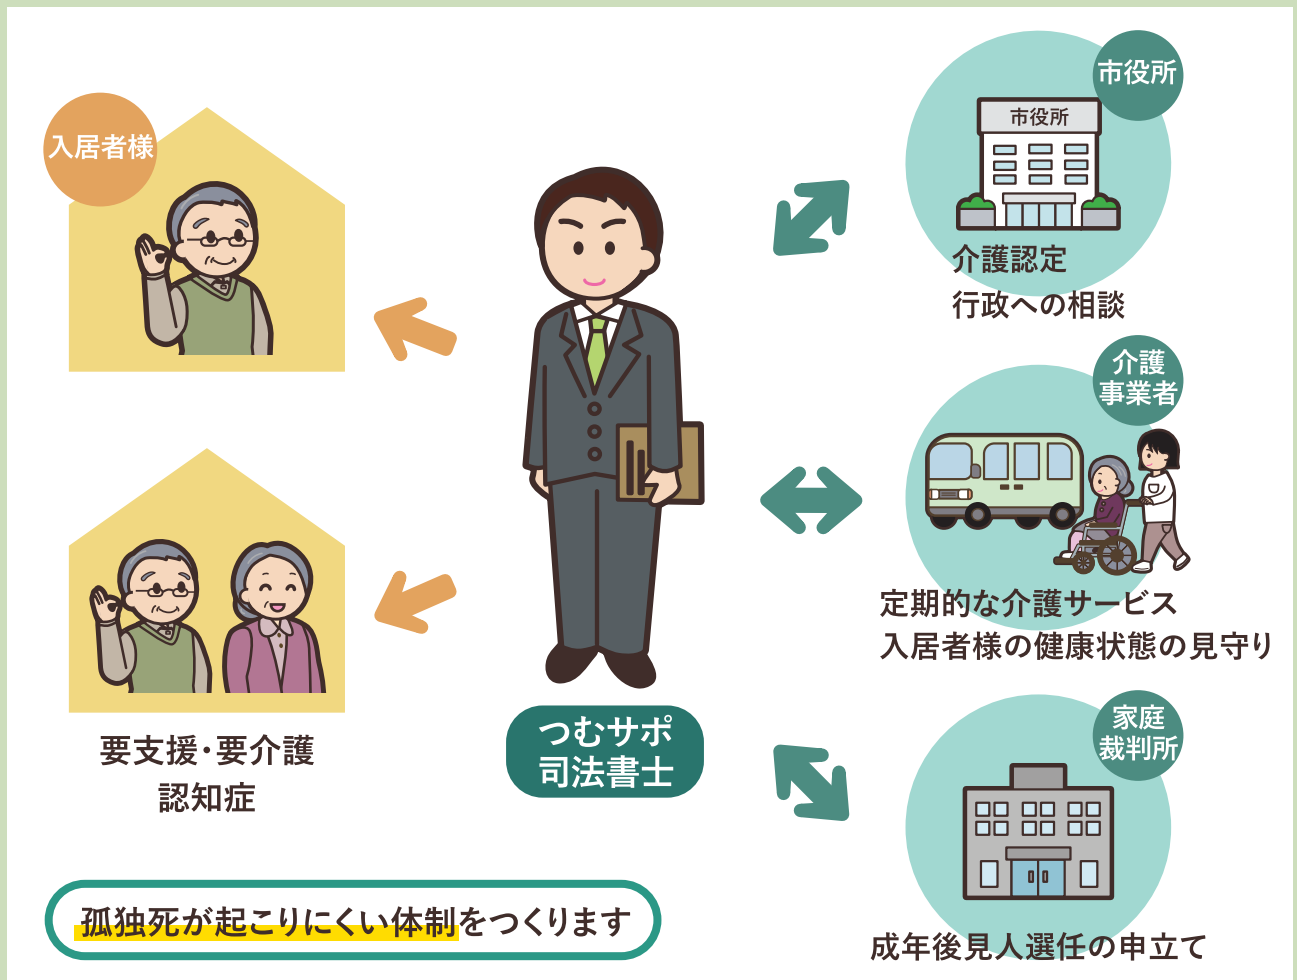 入居者様
要支援・要介護
認知症
つむサポ
司法書士
市役所
市役所
介護認定
行政への相談
介護
事業者
定期的な介護サービス
入居者様の健康状態の見守り
家庭
裁判所
成年後見人選任の申立て
孤独死が起こりにくい体制をつくります